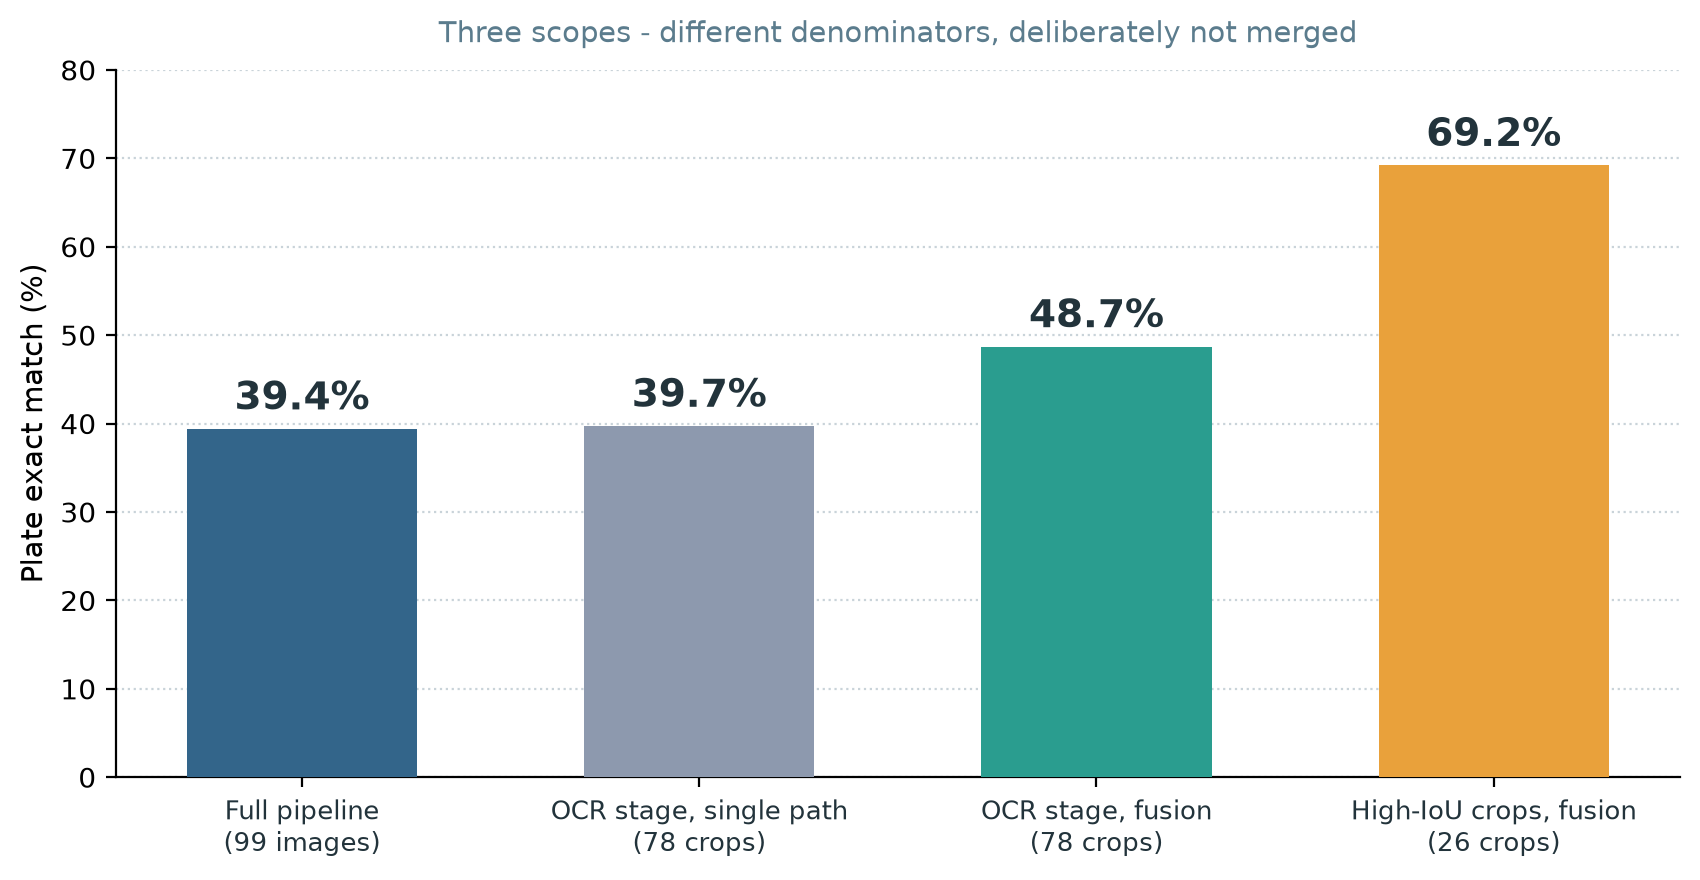 Three scopes - different denominators, deliberately not merged
Plate exact match (%)
80
70
60
50
40
30
20
10
0
39.4%
39.7%
48.7%
69.2%
Full pipeline
(99 images)
OCR stage, single path
(78 crops)
OCR stage, fusion
(78 crops)
High-IoU crops, fusion
(26 crops)